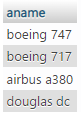 aname
boeing 747
boeing 717
airbus a380
douglas dc